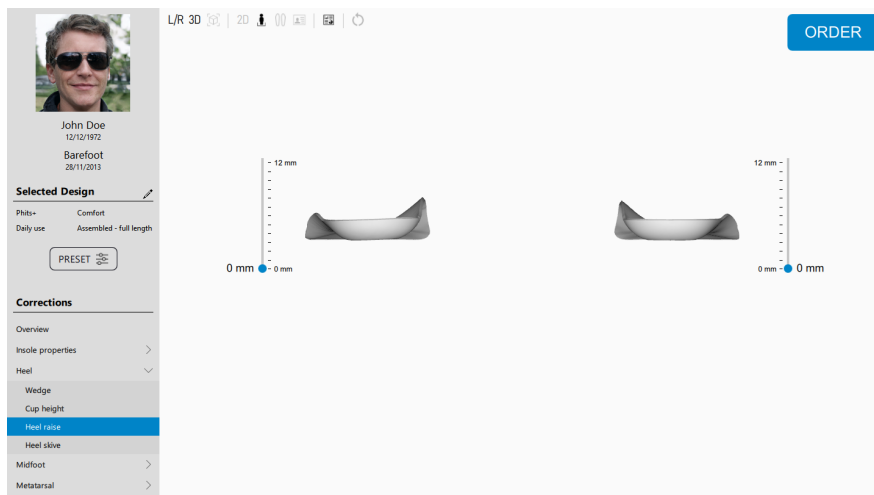 L/R 3D 2D
ORDER
John Doe
12/12/1972
Barefoot
28/11/2013
Selected Design
Phits+ Comfort
Daily use Assembled - full length
PRESET
Corrections
Overview
Insole properties
Heel
Wedge
Cup height
Heel raise
Heel skive
Midfoot
Metatarsal
12 mm
0 mm 0 mm
12 mm
0 mm 0 mm